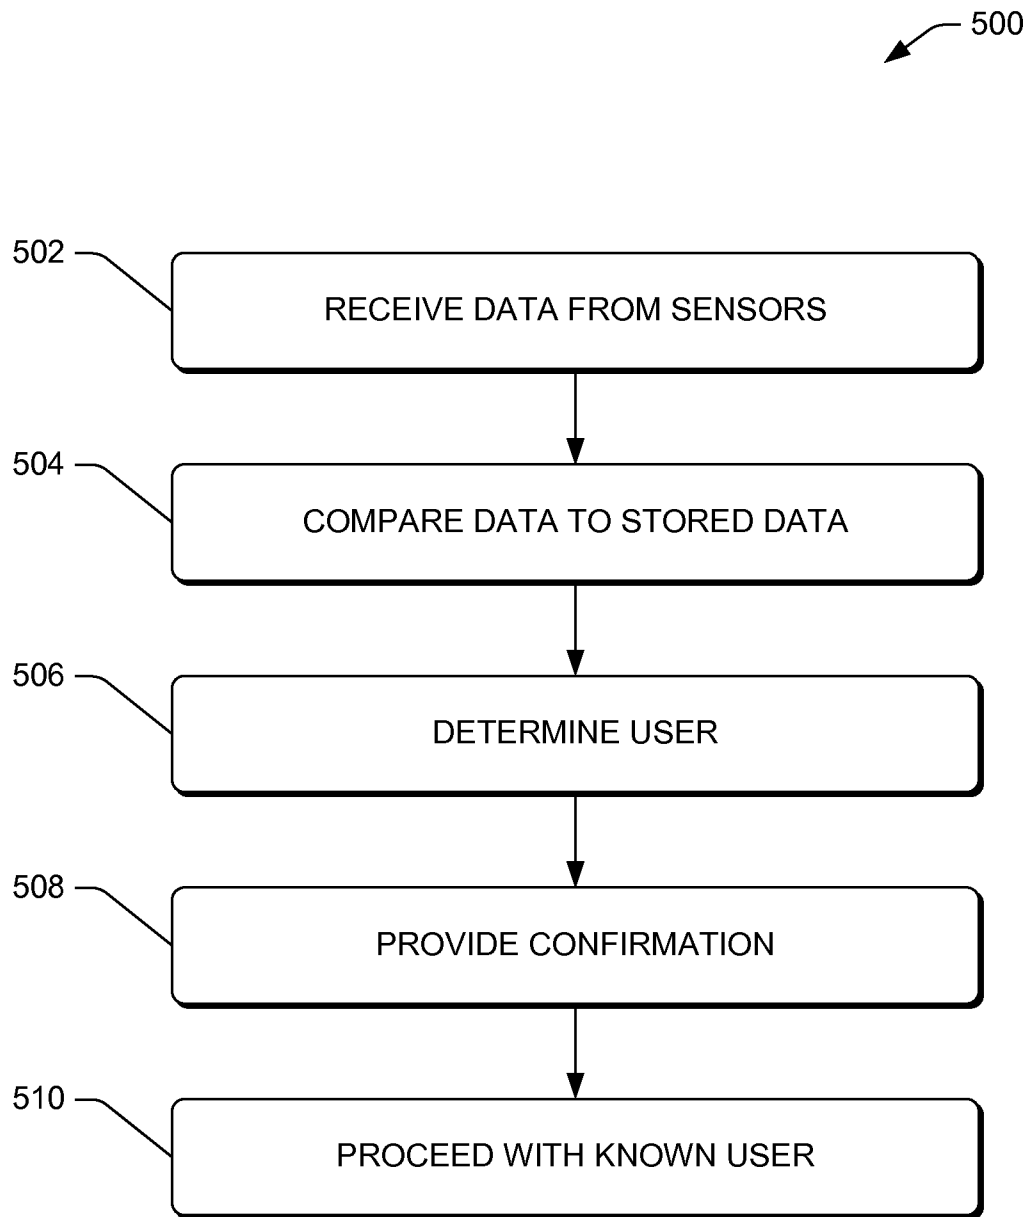 500
502
RECEIVE DATA FROM SENSORS
504
COMPARE DATA TO STORED DATA
506
DETERMINE USER
508
PROVIDE CONFIRMATION
510
PROCEED WITH KNOWN USER